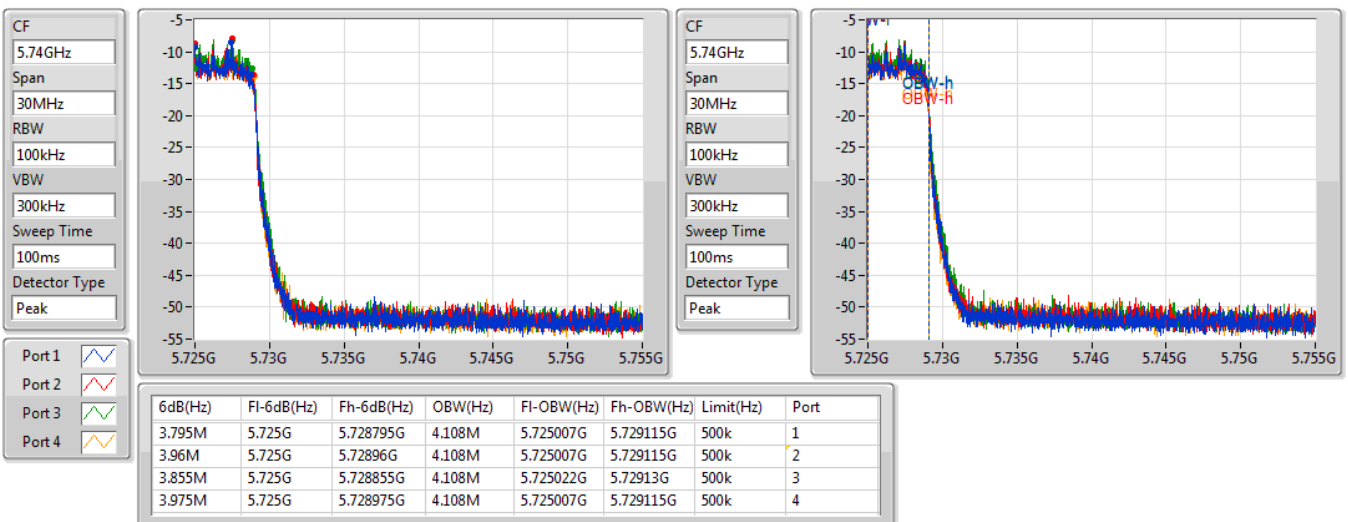 CF
5.74GHz
Span
30MHz
RBW
100kHz
VBW
300kHz
Sweep Time
100ms
Detector Type
Peak
-5
-10
-15
-20
-25
-30
-35
-40
-45
-50
-55
5.725G 5.73G 5.735G 5.74G 5.745G 5.75G 5.755G
CF
5.74GHz
Span
30MHz
RBW
100kHz
VBW
300kHz
Sweep Time
100ms
Detector Type
Peak
-5
-10
-15
-20
-25
-30
-35
-40
-45
-50
-55
OBW-h
OBW-h
5.725G 5.73G 5.735G 5.74G 5.745G 5.75G 5.755G
Port 1
Port 2
Port 3
Port 4
6dB(Hz) Fl-6dB(Hz) Fh-6dB(Hz) OBW(Hz) Fl-OBW(Hz) Fh-OBW(Hz) Limit(Hz) Port
3.795M 5.725G 5.728795G 4.108M 5.725007G 5.729115G 500k 1
3.96M 5.725G 5.72896G 4.108M 5.725007G 5.729115G 500k 2
3.855M 5.725G 5.728855G 4.108M 5.725022G 5.72913G 500k 3
3.975M 5.725G 5.728975G 4.108M 5.725007G 5.729115G 500k 4